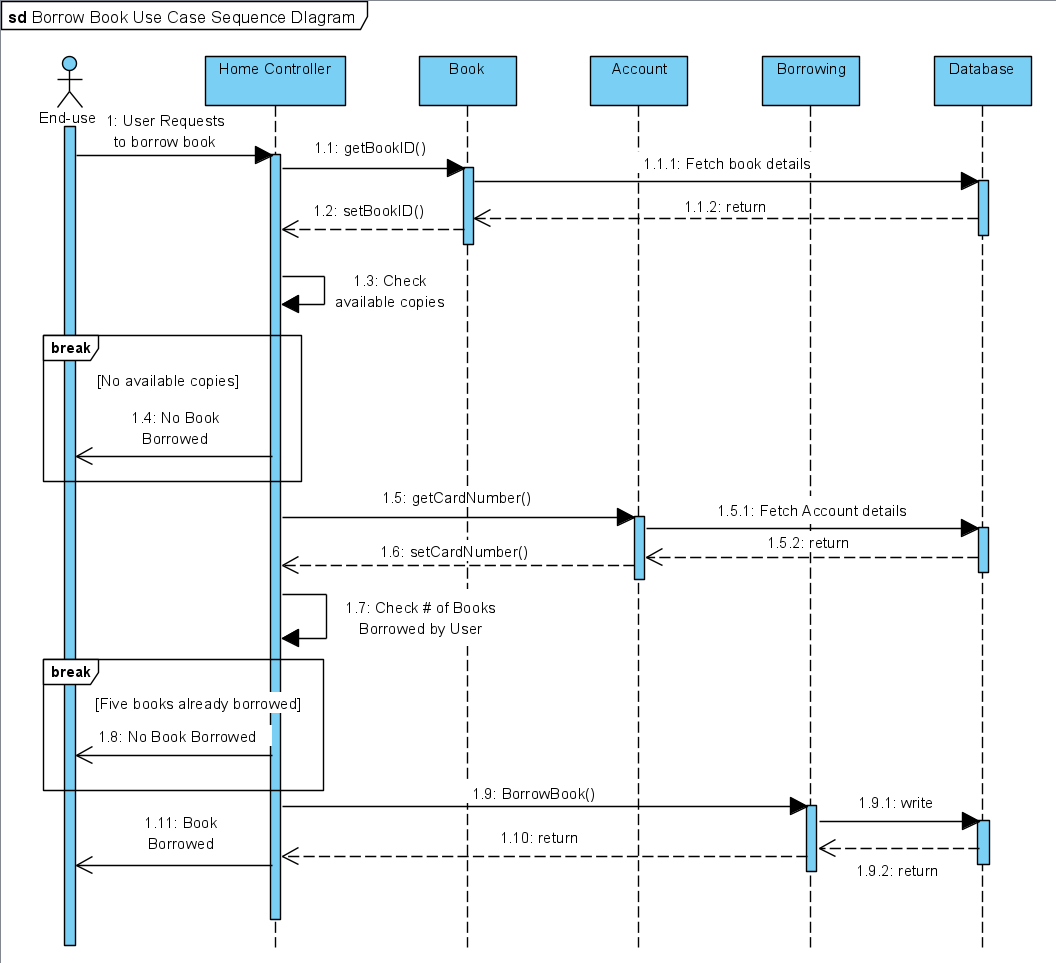 sd Borrow Book Use Case Sequence DIagram
Home Controller
Book
Account
Borrowing
Database
End-use
1: User Requests
to borrow book
1.1: getBookID()
1.1.1: Fetch book details
1.1.2: return
1.2: setBookID()
1.3: Check
available copies
break
[No available copies]
1.4: No Book
Borrowed
1.5: getCardNumber()
1.5.1: Fetch Account details
1.5.2: return
1.6: setCardNumber()
1.7: Check # of Books
Borrowed by User
break
[Five books already borrowed]
1.8: No Book Borrowed
1.9: BorrowBook()
1.9.1: write
1.11: Book
Borrowed
1.10: return
1.9.2: return